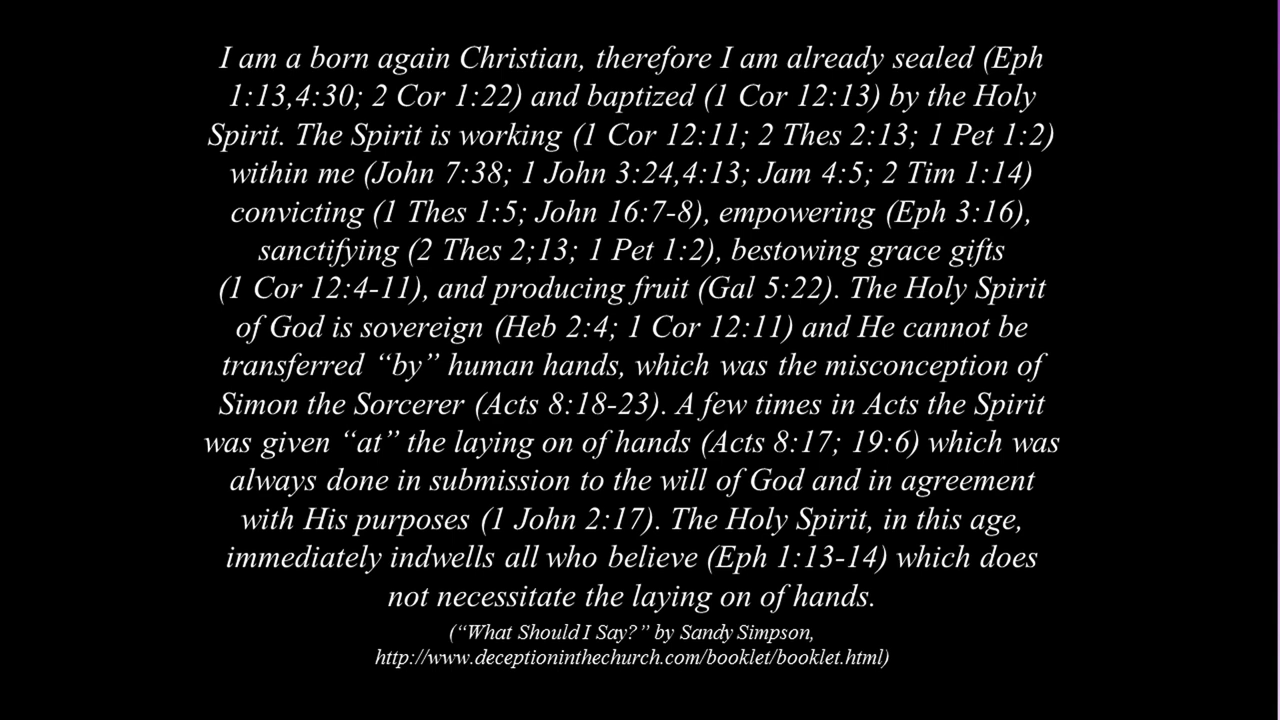 I am a born again Christian, therefore I am already sealed (Eph
1:13,4:30; 2 Cor 1:22) and baptized (1 Cor 12:13) by the Holy
Spirit. The Spirit is working (1 Cor 12:11; 2 Thes 2:13; 1 Pet 1:2)
within me (John 7:38; 1 John 3:24,4:13; Jam 4:5; 2 Tim 1:14)
convicting (1 Thes 1:5; John 16:7-8), empowering (Eph 3:16),
sanctifying (2 Thes 2;13; 1 Pet 1:2), bestowing grace gifts
(1 Cor 12:4-11), and producing fruit (Gal 5:22). The Holy Spirit
of God is sovereign (Heb 2:4; 1 Cor 12:11) and He cannot be
transferred “by” human hands, which was the misconception of
Simon the Sorcerer (Acts 8:18-23). A few times in Acts the Spirit
was given “at” the laying on of hands (Acts 8:17; 19:6) which was
always done in submission to the will of God and in agreement
with His purposes (1 John 2:17). The Holy Spirit, in this age,
immediately indwells all who believe (Eph 1:13-14) which does
not necessitate the laying on of hands.
(“What Should I Say?” by Sandy Simpson,
http://www.deceptioninthechurch.com/booklet/booklet.html)